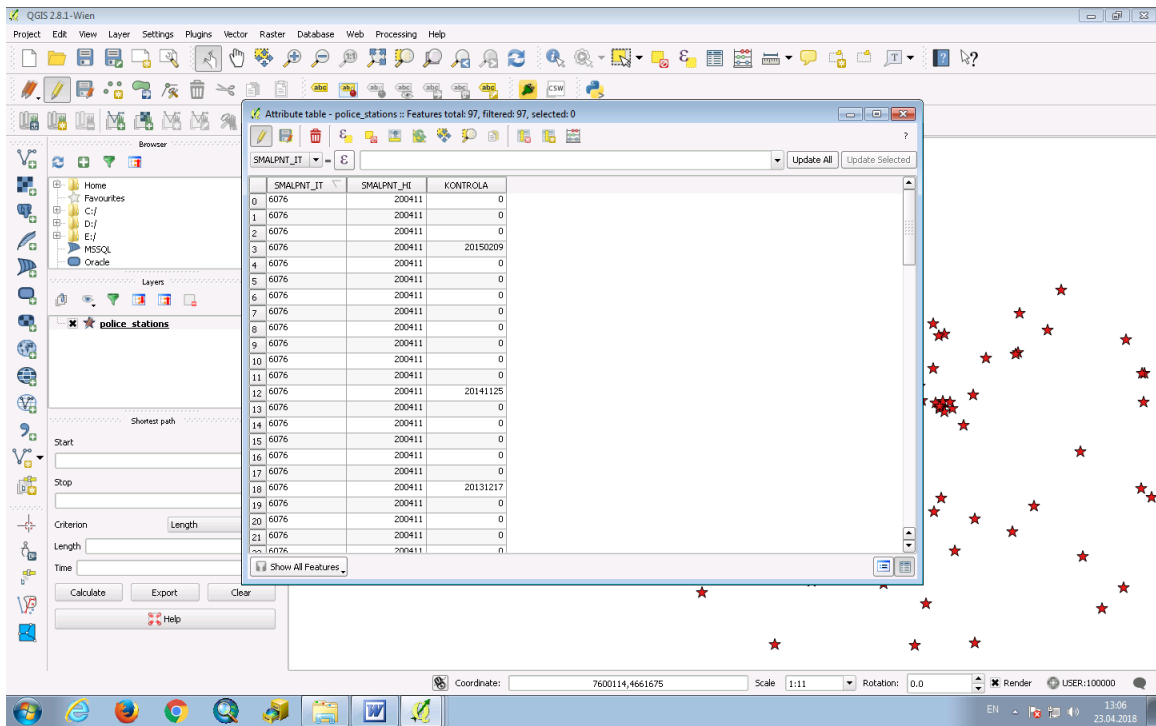 QGIS 2.8.1-Wien
Project Edit View Layer Settings Plugins Vector Raster Database Web Processing Help
Attribute table - police_stations :: Features total: 97, filtered: 97, selected: 0
?
SMALPNT_IT = ε Update All Update Selected
SMALPNT_IT SMALPNT_HI KONTROLA
0 6076 200411 0
1 6076 200411 0
2 6076 200411 0
3 6076 200411 20150209
4 6076 200411 0
5 6076 200411 0
6 6076 200411 0
7 6076 200411 0
8 6076 200411 0
9 6076 200411 0
10 6076 200411 0
11 6076 200411 0
12 6076 200411 20141125
13 6076 200411 0
14 6076 200411 0
15 6076 200411 0
16 6076 200411 0
17 6076 200411 0
18 6076 200411 20131217
19 6076 200411 0
20 6076 200411 0
21 6076 200411 0
22 6076 200411 0
Show All Features
Browser
Home
Favourites
C:/
D:/
E:/
MSSQL
Oracle
Layers
police_stations
Shortest path
Start
Stop
Criterion Length
Length
Time
Calculate Export Clear
Help
Coordinate: 7600114,4661675 Scale 1:11 Rotation: 0.0 Render USER:100000
EN 13:06
23.04.2018